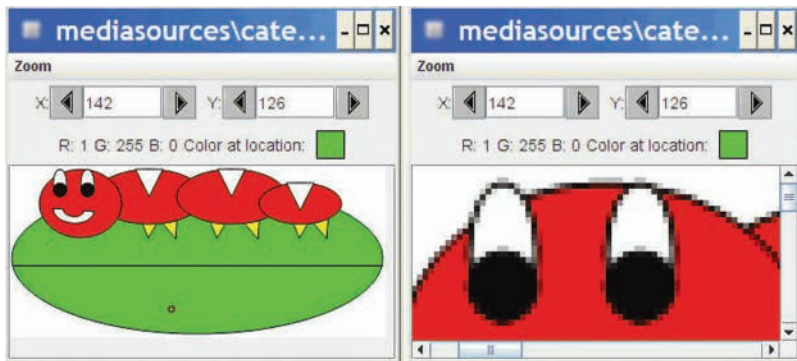 mediasources\cate...
Zoom
X: 142 Y: 126
R: 1 G: 255 B: 0 Color at location:
mediasources\cate...
Zoom
X: 142 Y: 126
R: 1 G: 255 B: 0 Color at location: